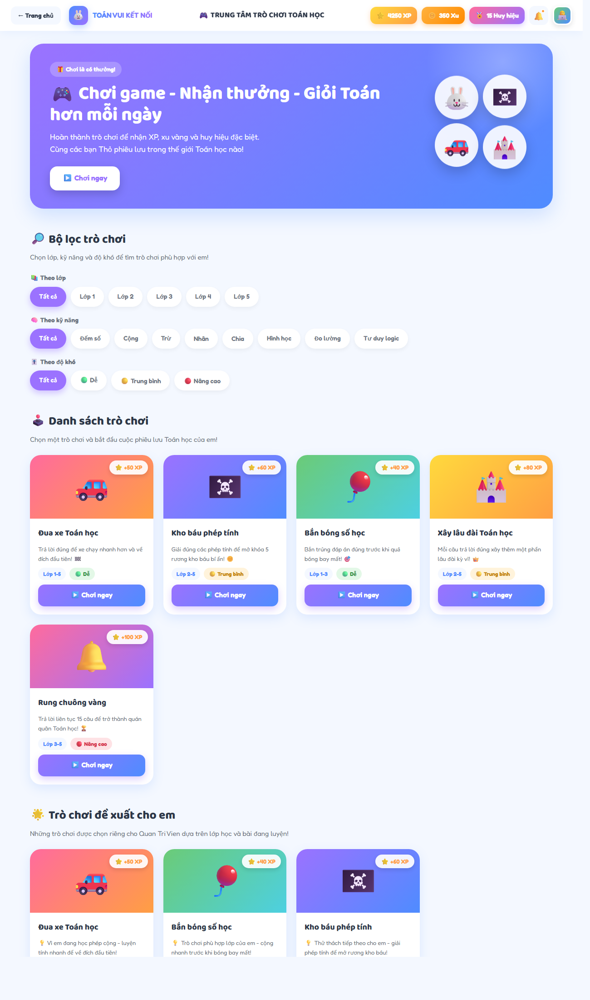 ← Trang chủ
TOÁN VUI KẾT NỐI
TRUNG TÂM TRÒ CHƠI TOÁN HỌC
4250 XP
350 Xu
15 Huy hiệu
Chơi là có thưởng!
Chơi game - Nhận thưởng - Giỏi Toán
hơn mỗi ngày
Hoàn thành trò chơi để nhận XP, xu vàng và huy hiệu đặc biệt.
Cùng các bạn Thỏ phiêu lưu trong thế giới Toán học nào!
Chơi ngay
Bộ lọc trò chơi
Chọn lớp, kỹ năng và độ khó để tìm trò chơi phù hợp với em!
Theo lớp
Tất cả
Lớp 1
Lớp 2
Lớp 3
Lớp 4
Lớp 5
Theo kỹ năng
Tất cả
Đếm số
Cộng
Trừ
Nhân
Chia
Hình học
Đo lường
Tư duy logic
Theo độ khó
Tất cả
Dễ
Trung bình
Nâng cao
Danh sách trò chơi
Chọn một trò chơi và bắt đầu cuộc phiêu lưu Toán học của em!
+50 XP
Đua xe Toán học
Trả lời đúng để xe chạy nhanh hơn và về
đích đầu tiên!
Lớp 1-5
Dễ
Chơi ngay
+60 XP
Kho báu phép tính
Giải đúng các phép tính để mở khóa 5
rương kho báu bí ẩn!
Lớp 2-5
Trung bình
Chơi ngay
+40 XP
Bắn bóng số học
Bắn trúng đáp án đúng trước khi quả
bóng bay mất!
Lớp 1-3
Dễ
Chơi ngay
+80 XP
Xây lâu đài Toán học
Mỗi câu trả lời đúng xây thêm một phần
lâu đài kỳ vĩ!
Lớp 2-5
Trung bình
Chơi ngay
+100 XP
Rung chuông vàng
Trả lời liên tục 15 câu để trở thành quán
quân Toán học!
Lớp 3-5
Nâng cao
Chơi ngay
Trò chơi đề xuất cho em
Những trò chơi được chọn riêng cho Quan Tri Vien dựa trên lớp học và bài đang luyện!
+50 XP
Đua xe Toán học
Vì em đang học phép cộng - luyện
tính nhanh để về đích đầu tiên!
+40 XP
Bắn bóng số học
Trò chơi phù hợp lớp của em - cộng
nhanh trước khi bóng bay mất!
+60 XP
Kho báu phép tính
Thử thách tiếp theo cho em - giải
phép tính để mở rương kho báu!